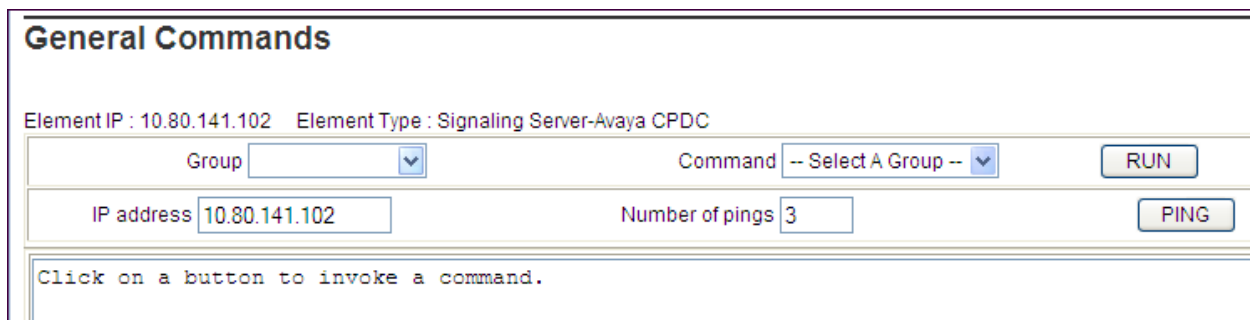 General Commands
Element IP : 10.80.141.102 Element Type : Signaling Server-Avaya CPDC
Group Command -- Select A Group -- RUN
IP address 10.80.141.102 Number of pings 3 PING
Click on a button to invoke a command.